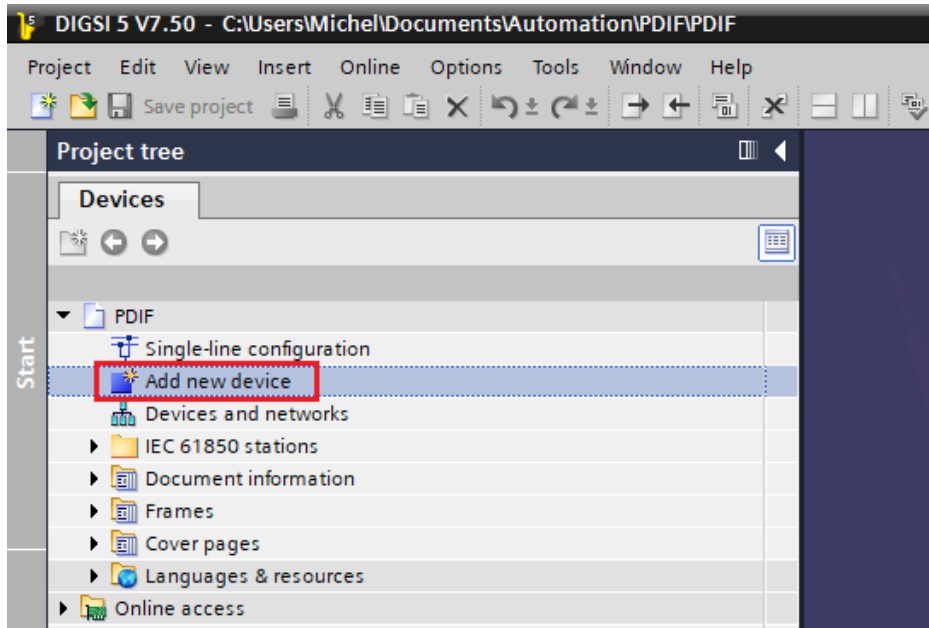 DIGSI 5 V7.50 - C:\Users\Michel\Documents\Automation\PDIF\PDIF
Project Edit View Insert Online Options Tools Window Help
Save project
Project tree
Devices
PDIF
Single-line configuration
Add new device
Devices and networks
IEC 61850 stations
Document information
Frames
Cover pages
Languages & resources
Online access
Start